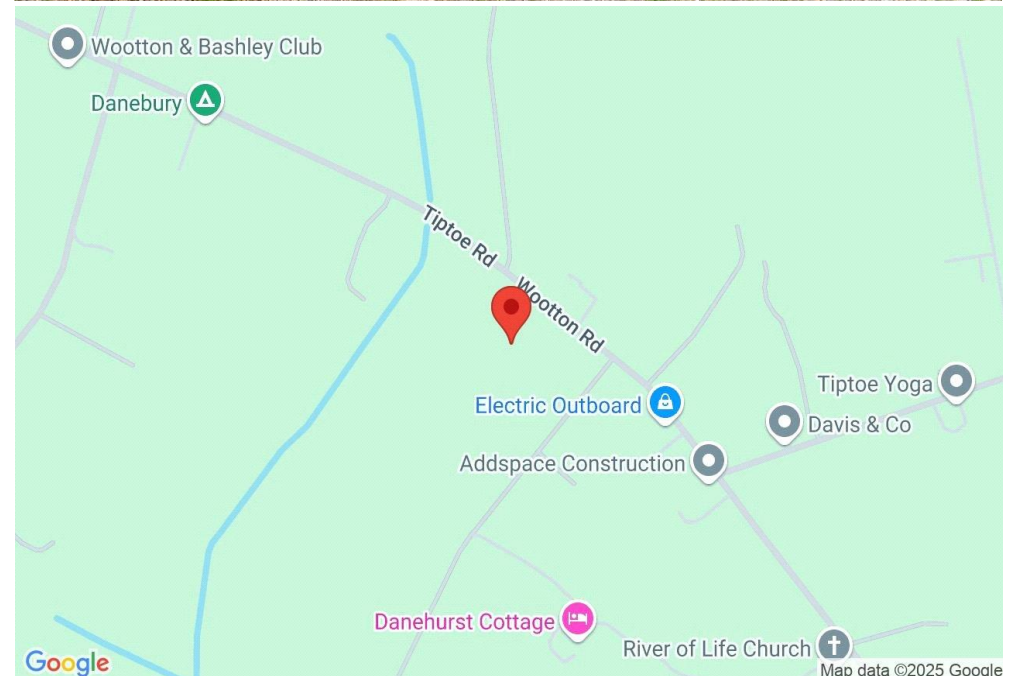 Wootton & Bashley Club
Danebury
Tiptoe Rd
Wootton Rd
Tiptoe Yoga
Electric Outboard
Davis & Co
Addspace Construction
Danehurst Cottage
River of Life Church
Google
Map data ©2025 Google